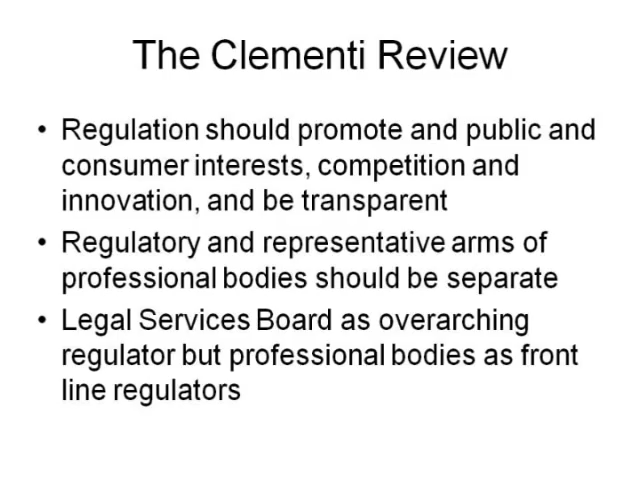 The Clementi Review
• Regulation should promote and public and
consumer interests, competition and
innovation, and be transparent
• Regulatory and representative arms of
professional bodies should be separate
• Legal Services Board as overarching
regulator but professional bodies as front
line regulators